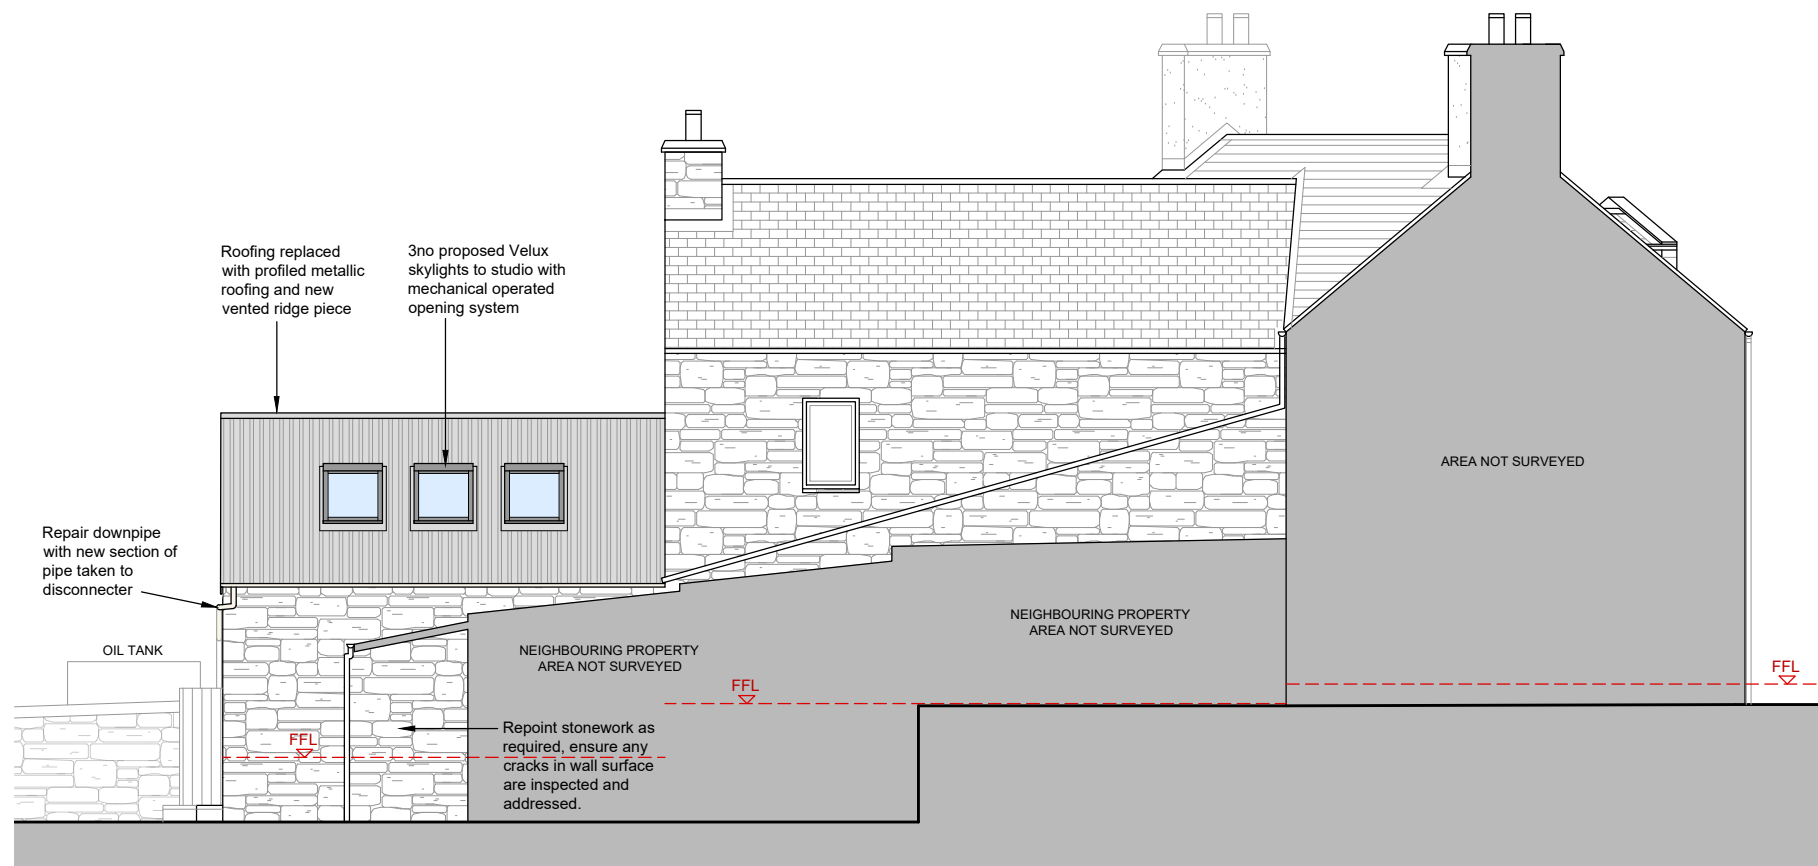 Roofing replaced
with profiled metallic
roofing and new
vented ridge piece
3no proposed Velux
skylights to studio with
mechanical operated
opening system
AREA NOT SURVEYED
Repair downpipe
with new section of
pipe taken to
disconnecter
NEIGHBOURING PROPERTY
AREA NOT SURVEYED
OIL TANK
NEIGHBOURING PROPERTY
AREA NOT SURVEYED
FFL
FFL
FFL
Repoint stonework as
required, ensure any
cracks in wall surface
are inspected and
addressed.